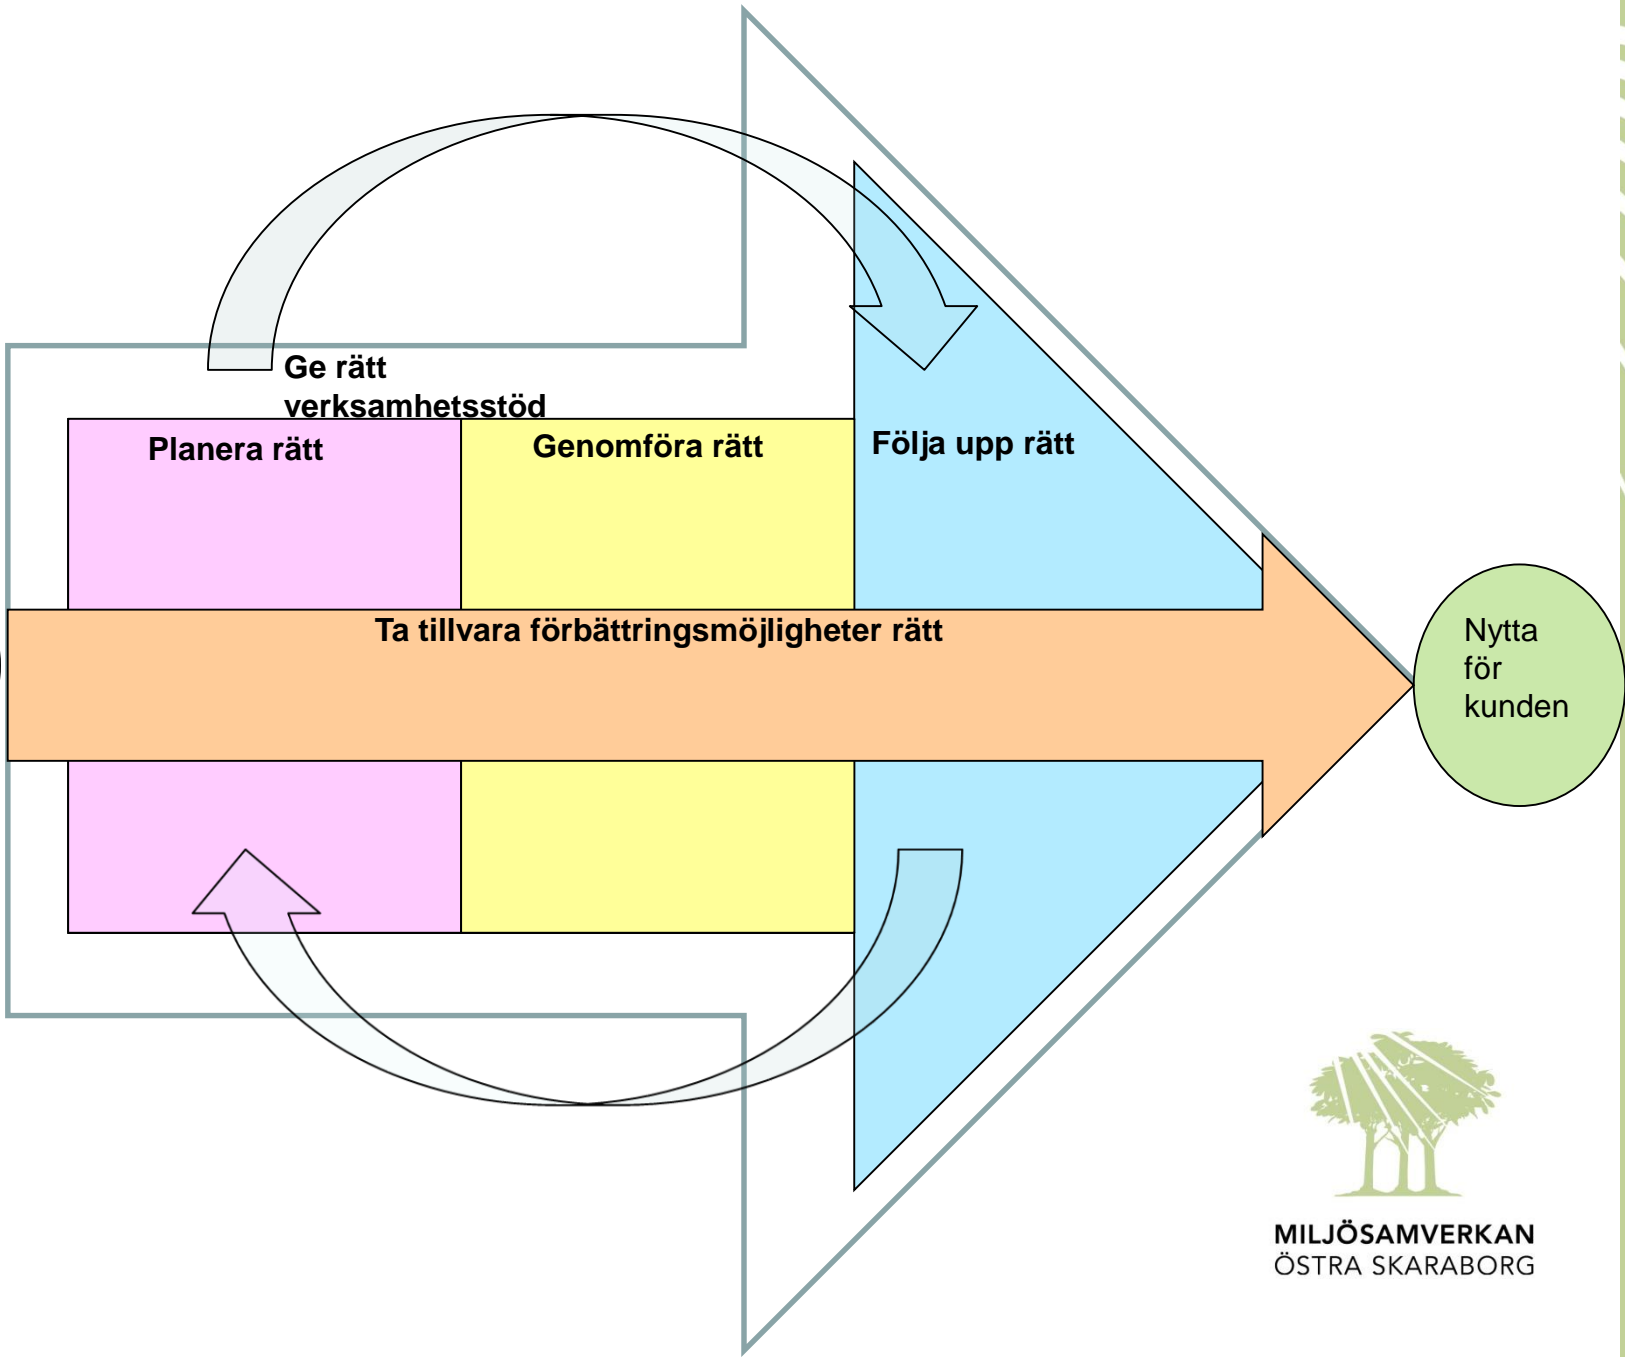 Ge rätt
verksamhetsstöd
Planera rätt
Genomföra rätt
Följa upp rätt
Ta tillvara förbättringsmöjligheter rätt
Nytta
för
kunden
MILJÖSAMVERKAN
ÖSTRA SKARABORG